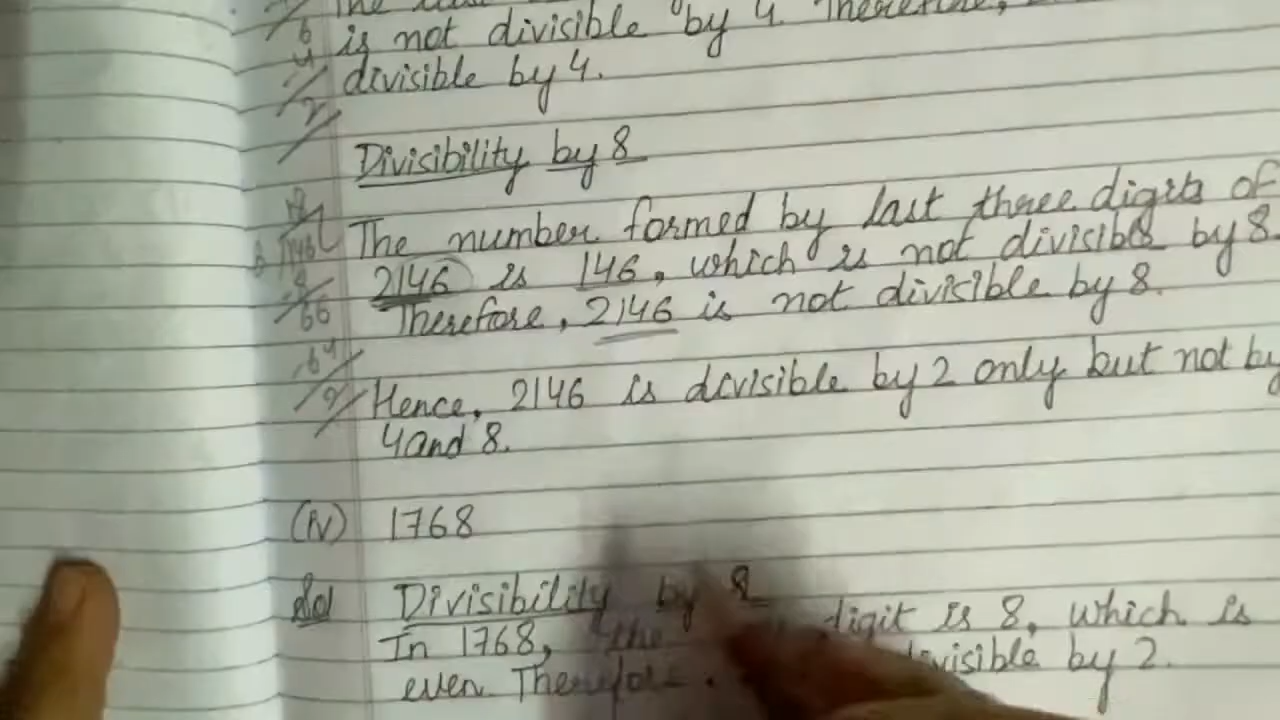 is not divisible by 4. Therefore,
divisible by 4.
Divisibility by 8
The number formed by last three digits of
2146 is 146, which is not divisible by 8.
Therefore, 2146 is not divisible by 8.
Hence, 2146 is divisible by 2 only but not by
4 and 8.
(iv) 1768
Sol Divisibility by
In 1768, the digit is 8, which is
even. Therefore. divisible by 2.